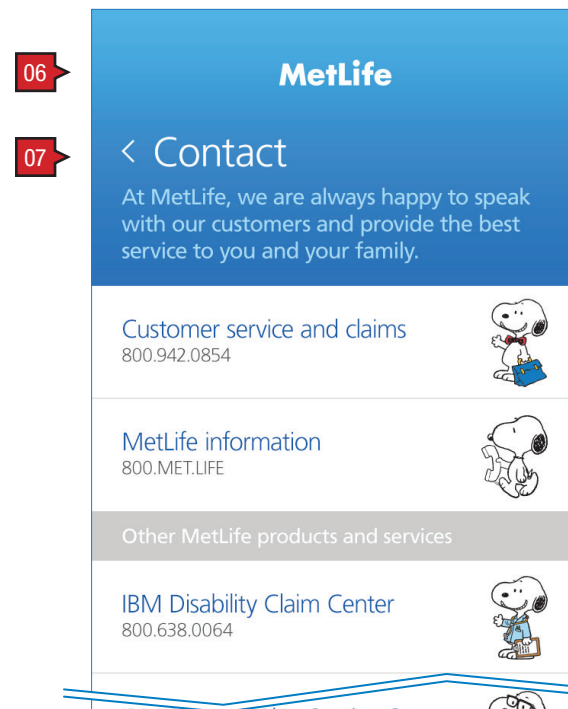 06
MetLife
07
< Contact
At MetLife, we are always happy to speak
with our customers and provide the best
service to you and your family.
Customer service and claims
800.942.0854
MetLife information
800.MET.LIFE
Other MetLife products and services
IBM Disability Claim Center
800.638.0064